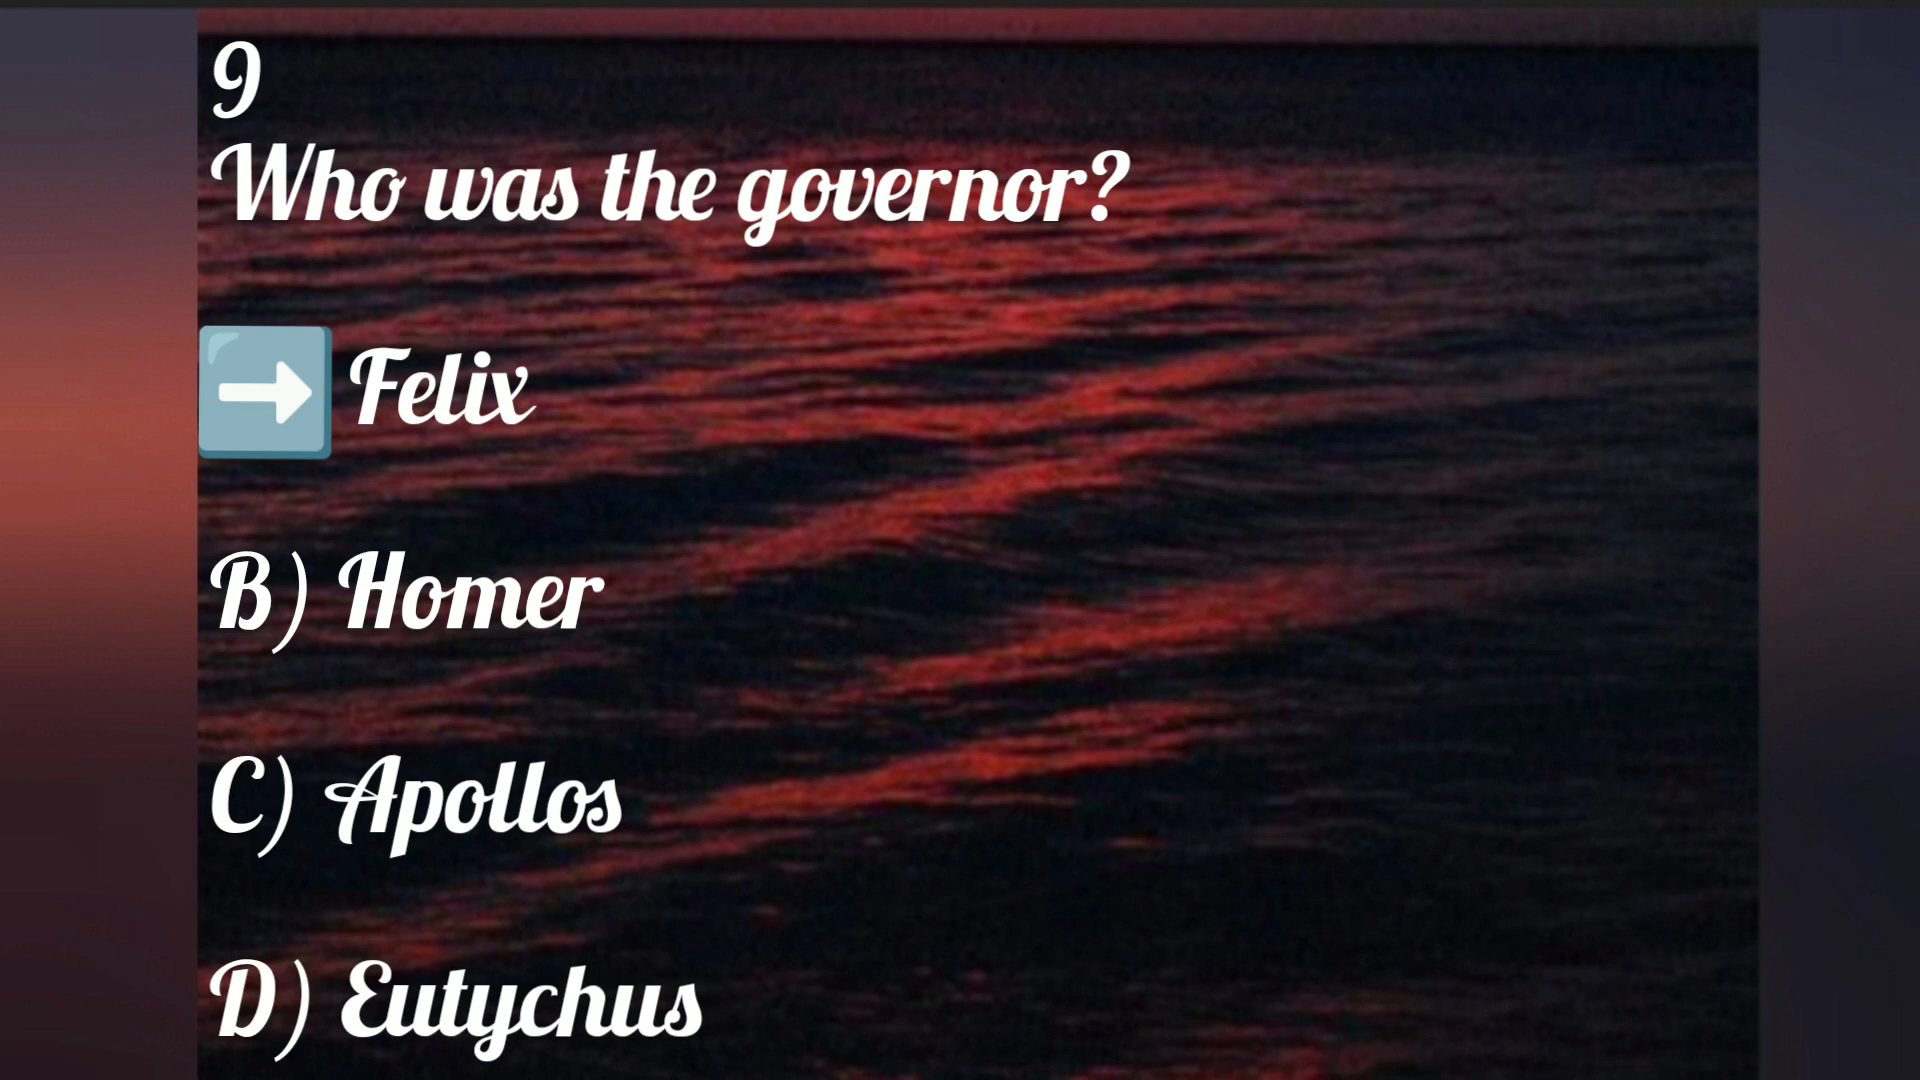 9
Who was the governor?
➡️ Felix
B) Homer
C) Apollos
D) Eutychus